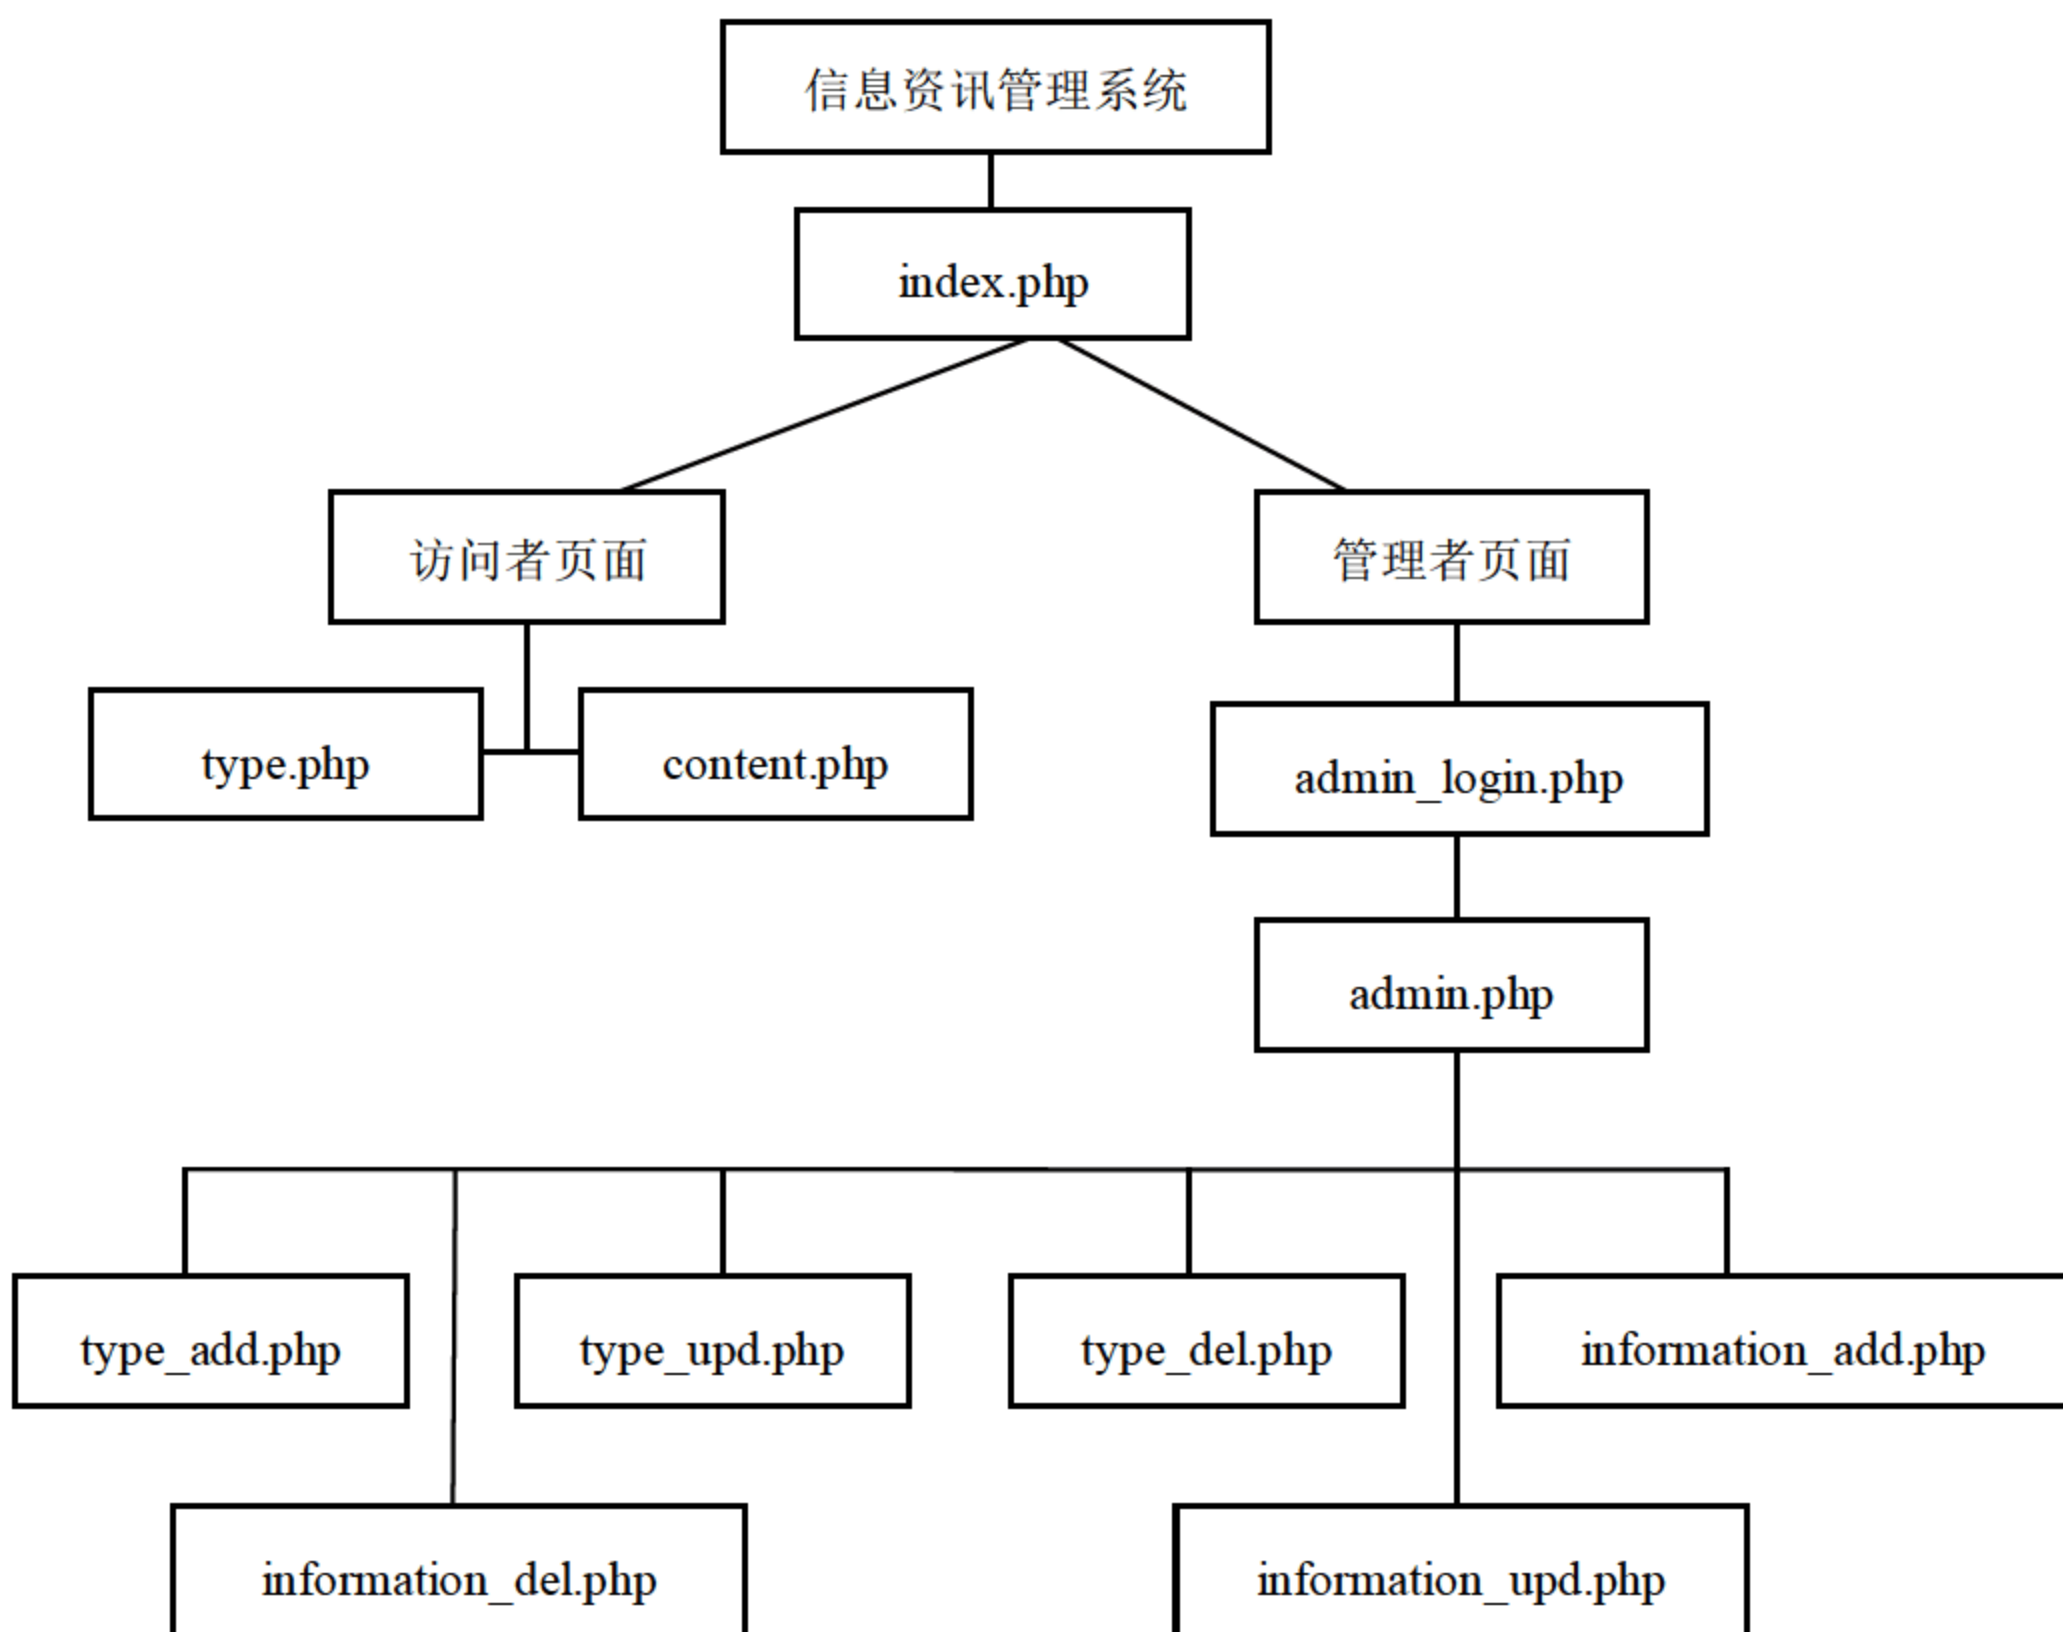 信息资讯管理系统
index.php
访问者页面
管理者页面
type.php
content.php
admin_login.php
admin.php
type_add.php
type_upd.php
type_del.php
information_add.php
information_del.php
information_upd.php